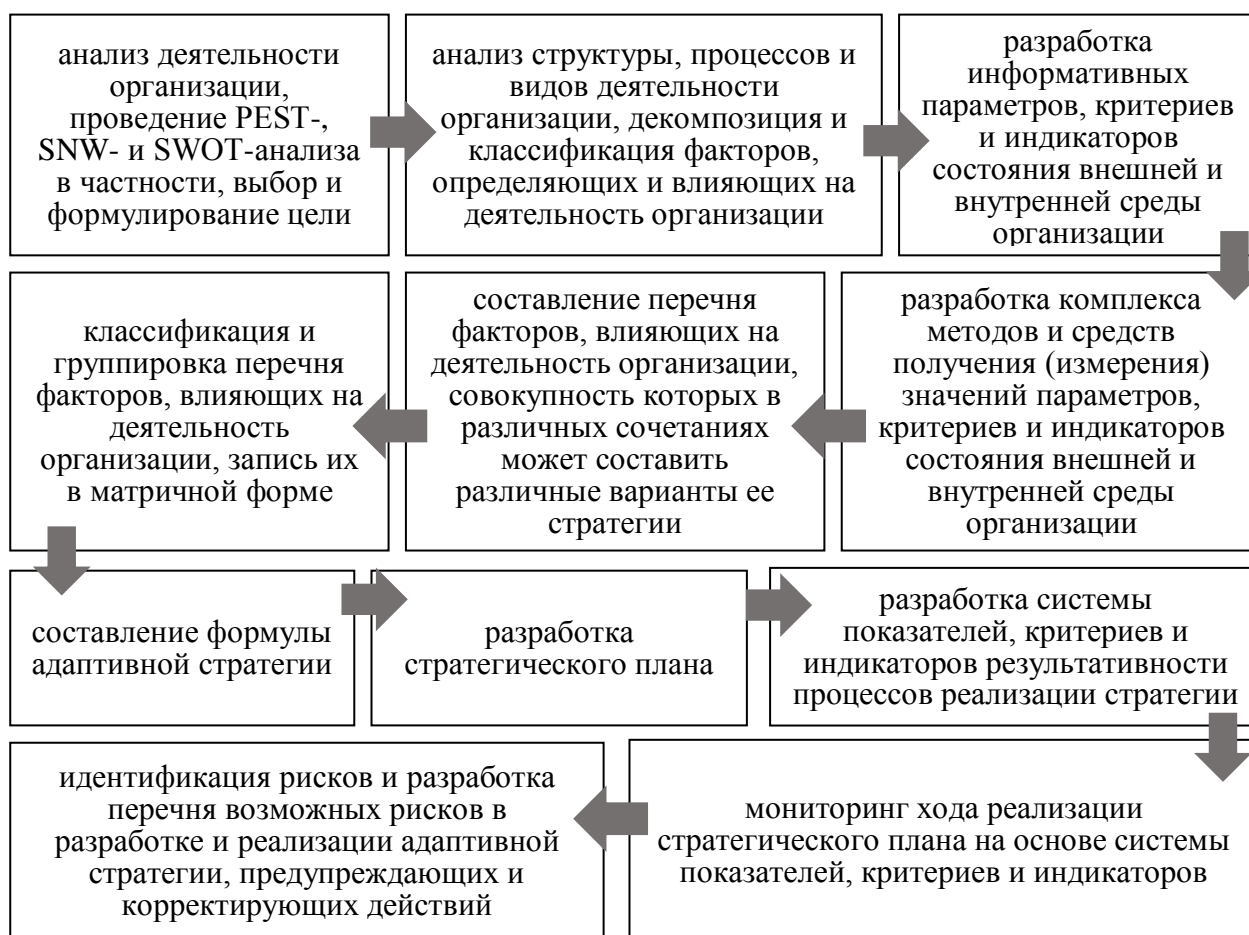 анализ деятельности
организации,
проведение PEST-,
SNW- и SWOT-анализа
в частности, выбор и
формулирование цели
анализ структуры, процессов и
видов деятельности
организации, декомпозиция и
классификация факторов,
определяющих и влияющих на
деятельность организации
разработка
информативных
параметров, критериев
и индикаторов
состояния внешней и
внутренней среды
организации
разработка комплекса
методов и средств
получения (измерения)
значений параметров,
критериев и индикаторов
состояния внешней и
внутренней среды
организации
составление перечня
факторов, влияющих на
деятельность организации,
совокупность которых в
различных сочетаниях
может составить
различные варианты ее
стратегии
классификация и
группировка перечня
факторов, влияющих на
деятельность
организации, запись их
в матричной форме
составление формулы
адаптивной стратегии
разработка
стратегического плана
разработка системы
показателей, критериев и
индикаторов результативности
процессов реализации стратегии
мониторинг хода реализации
стратегического плана на основе системы
показателей, критериев и индикаторов
идентификация рисков и разработка
перечня возможных рисков в
разработке и реализации адаптивной
стратегии, предупреждающих и
корректирующих действий